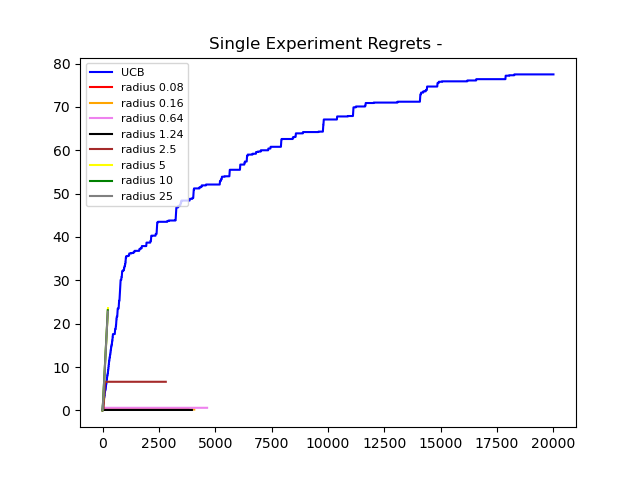 Single Experiment Regrets -
80
70
60
50
40
30
20
10
0
UCB
radius 0.08
radius 0.16
radius 0.64
radius 1.24
radius 2.5
radius 5
radius 10
radius 25
0 2500 5000 7500 10000 12500 15000 17500 20000